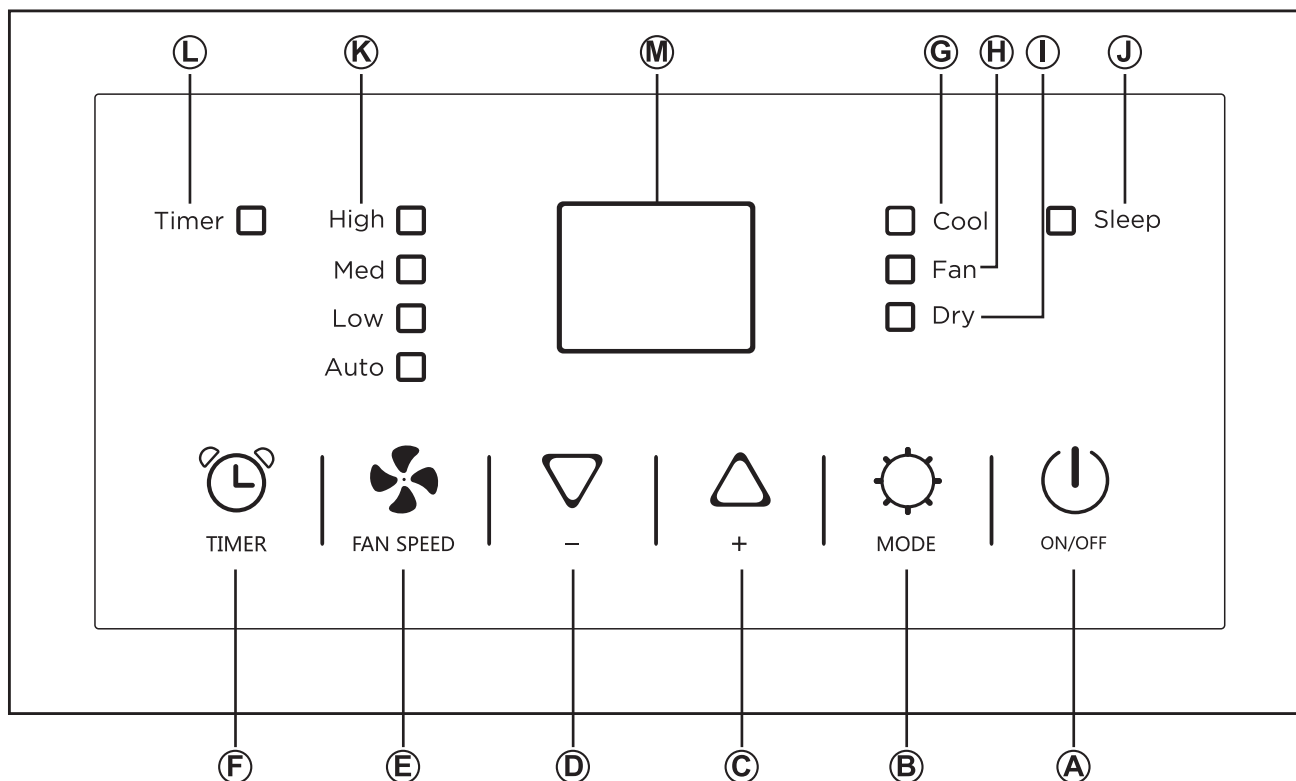 L K M G H I J
Timer High Cool Sleep
Med Fan
Low Dry
Auto
TIMER FAN SPEED − + MODE ON/OFF
F E D C B A